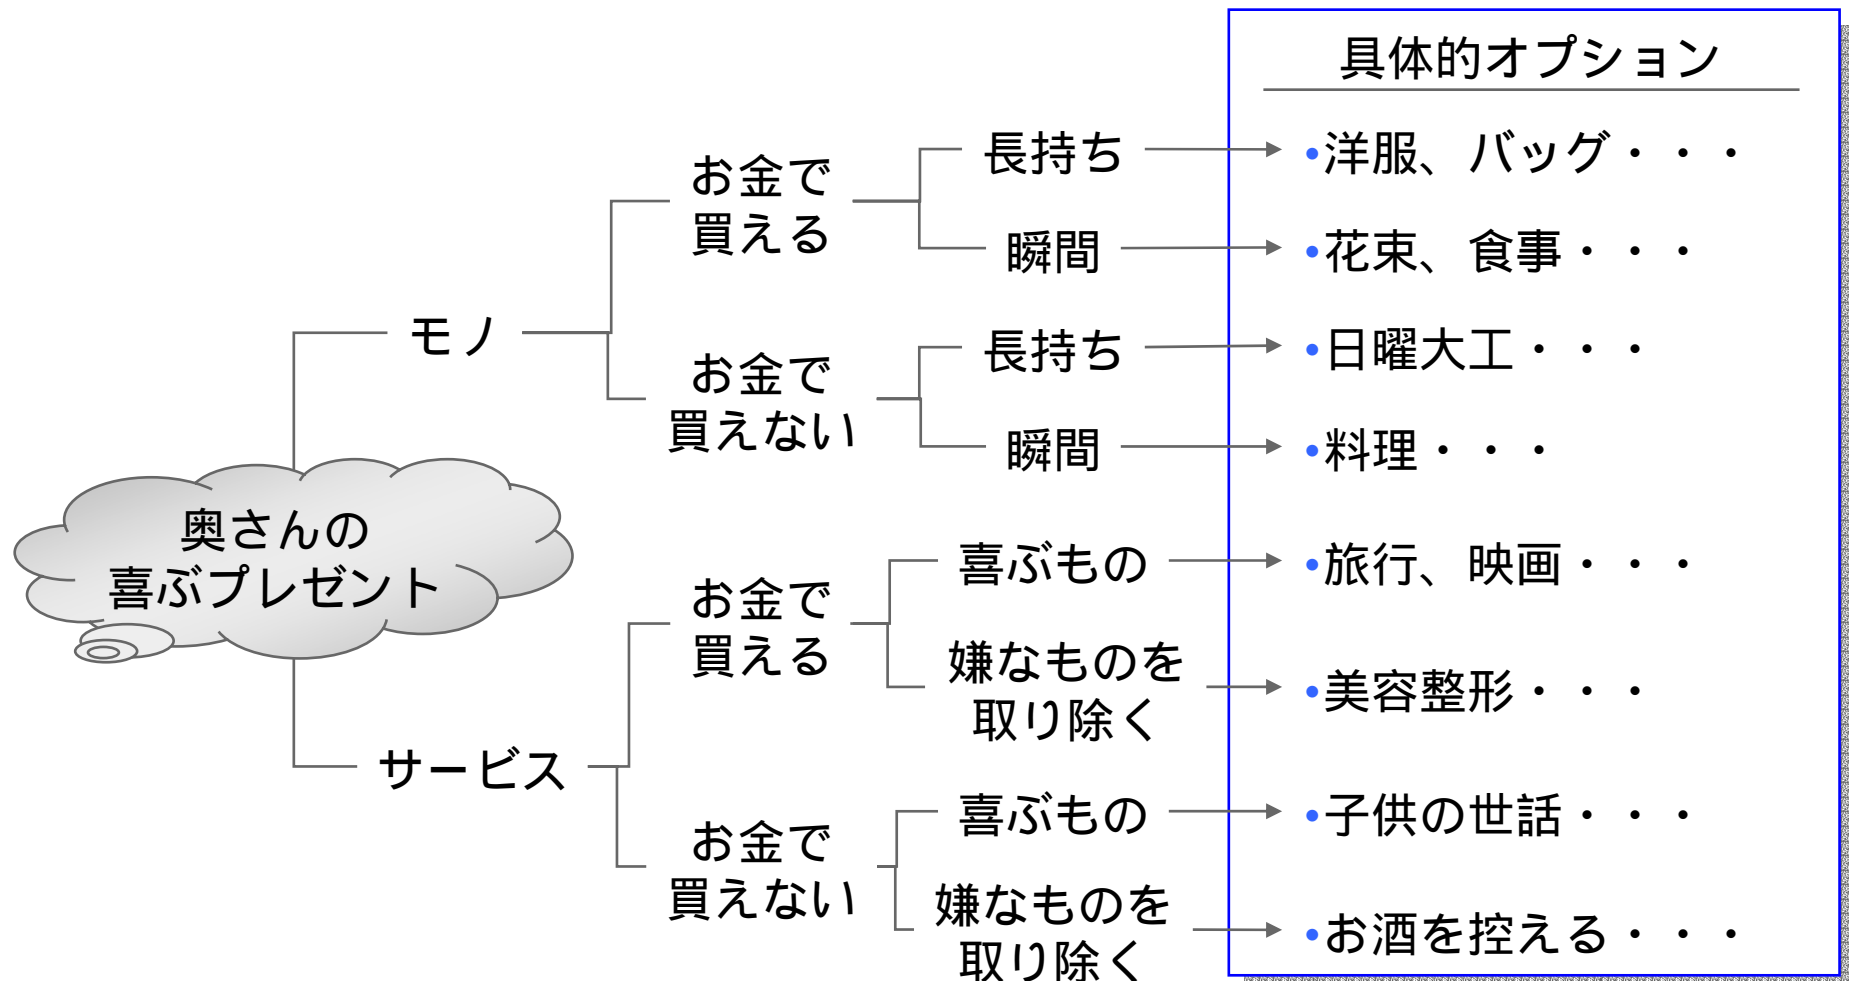 具体的オプション
奥さんの
喜ぶプレゼント
モノ
お金で
買える
長持ち
•洋服、バッグ・・・
瞬間
•花束、食事・・・
お金で
買えない
長持ち
•日曜大工・・・
瞬間
•料理・・・
サービス
お金で
買える
喜ぶもの
•旅行、映画・・・
嫌なものを
取り除く
•美容整形・・・
お金で
買えない
喜ぶもの
•子供の世話・・・
嫌なものを
取り除く
•お酒を控える・・・